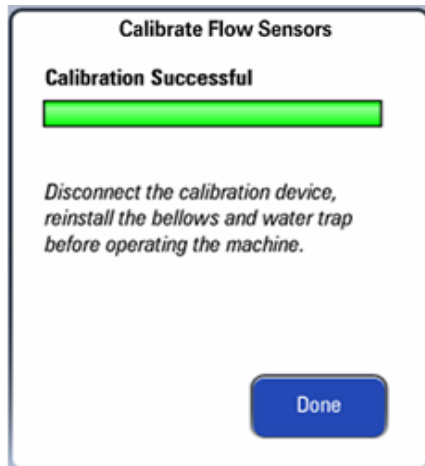 Calibrate Flow Sensors
Calibration Successful
Disconnect the calibration device,
reinstall the bellows and water trap
before operating the machine.
Done